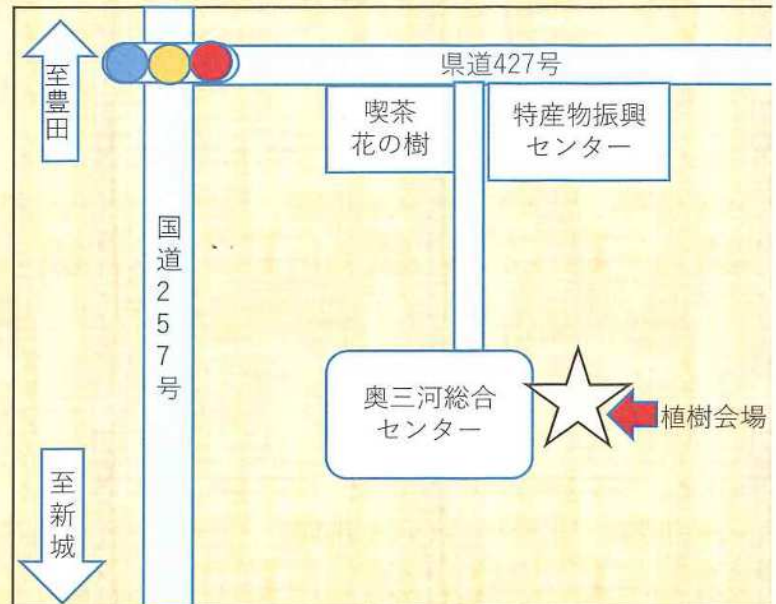 至豊田
県道427号
喫茶
花の樹
特産物振興
センター
国道257号
奥三河総合
センター
植樹会場
至新城